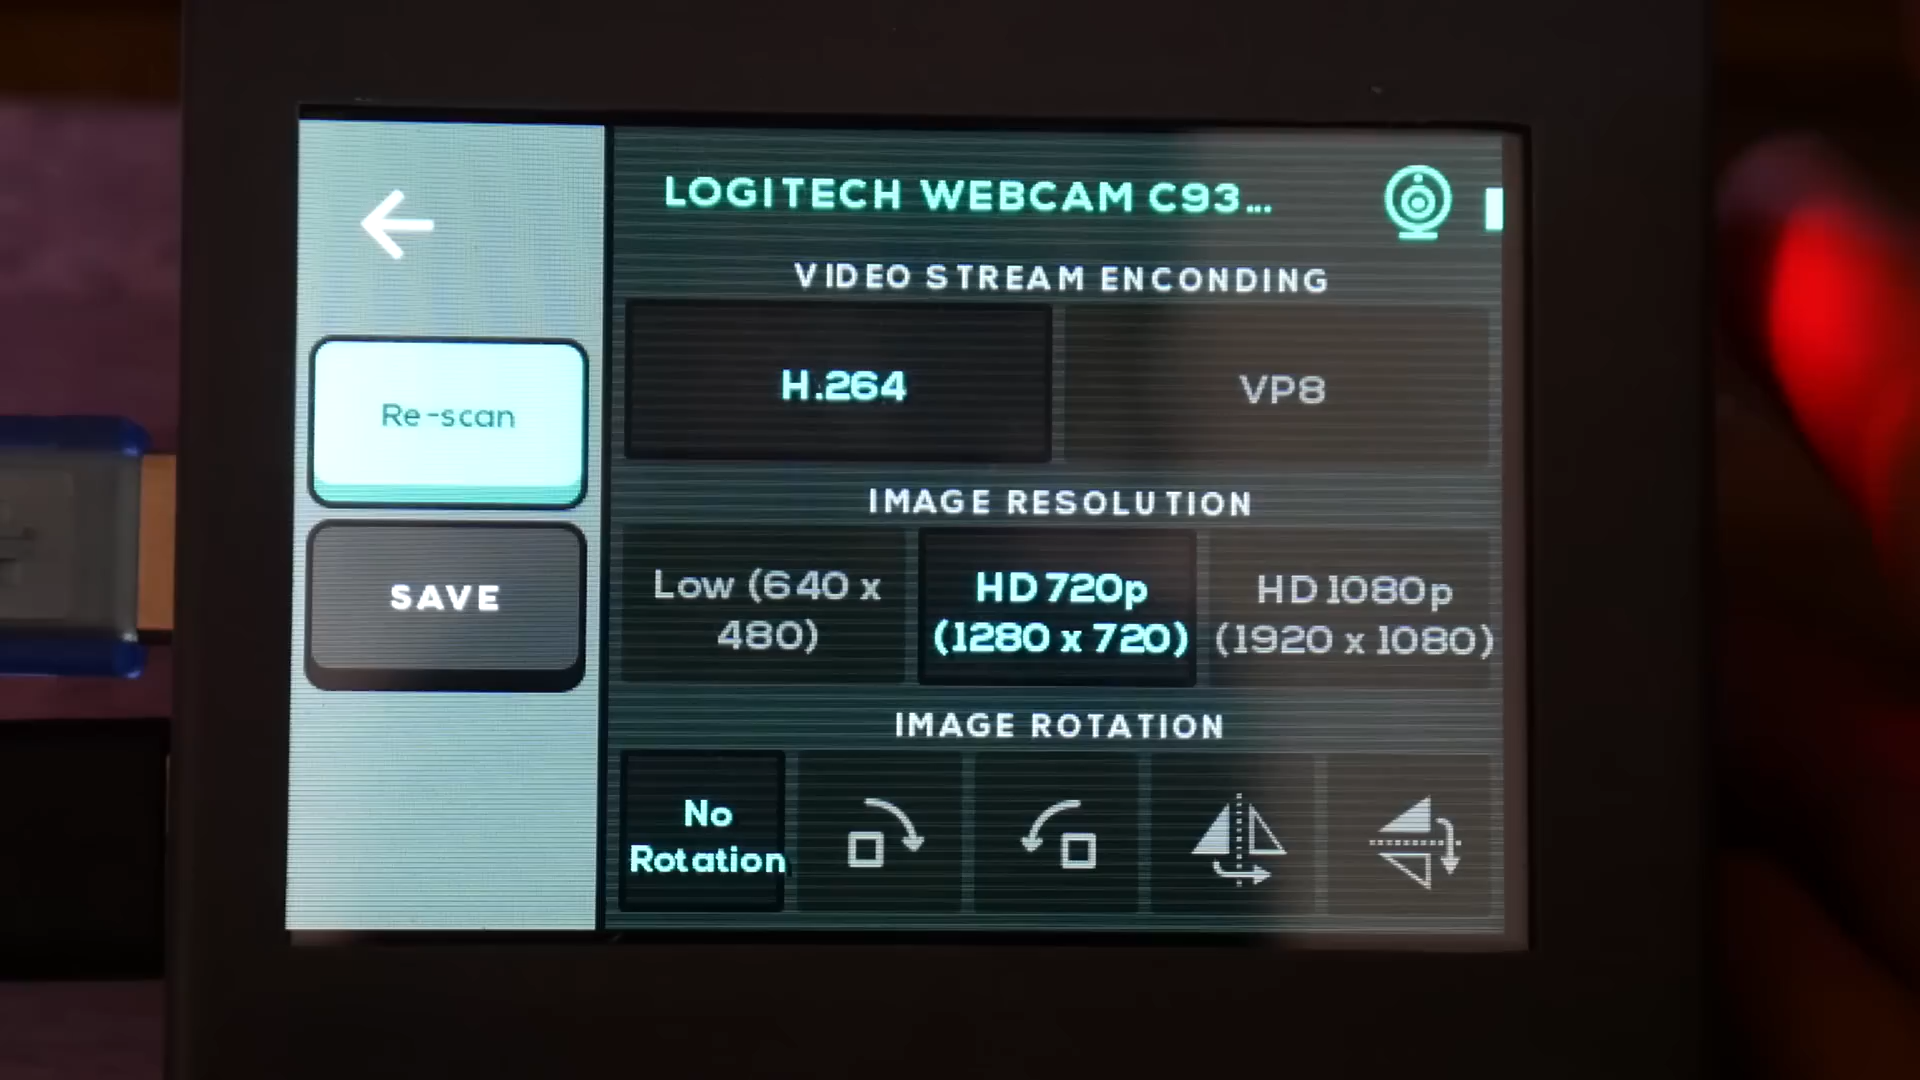 LOGITECH WEBCAM C93...
VIDEO STREAM ENCONDING
H.264
VP8
Re-scan
IMAGE RESOLUTION
Low (640 x
480)
HD 720p
(1280 x 720)
HD 1080p
(1920 x 1080)
SAVE
IMAGE ROTATION
No
Rotation